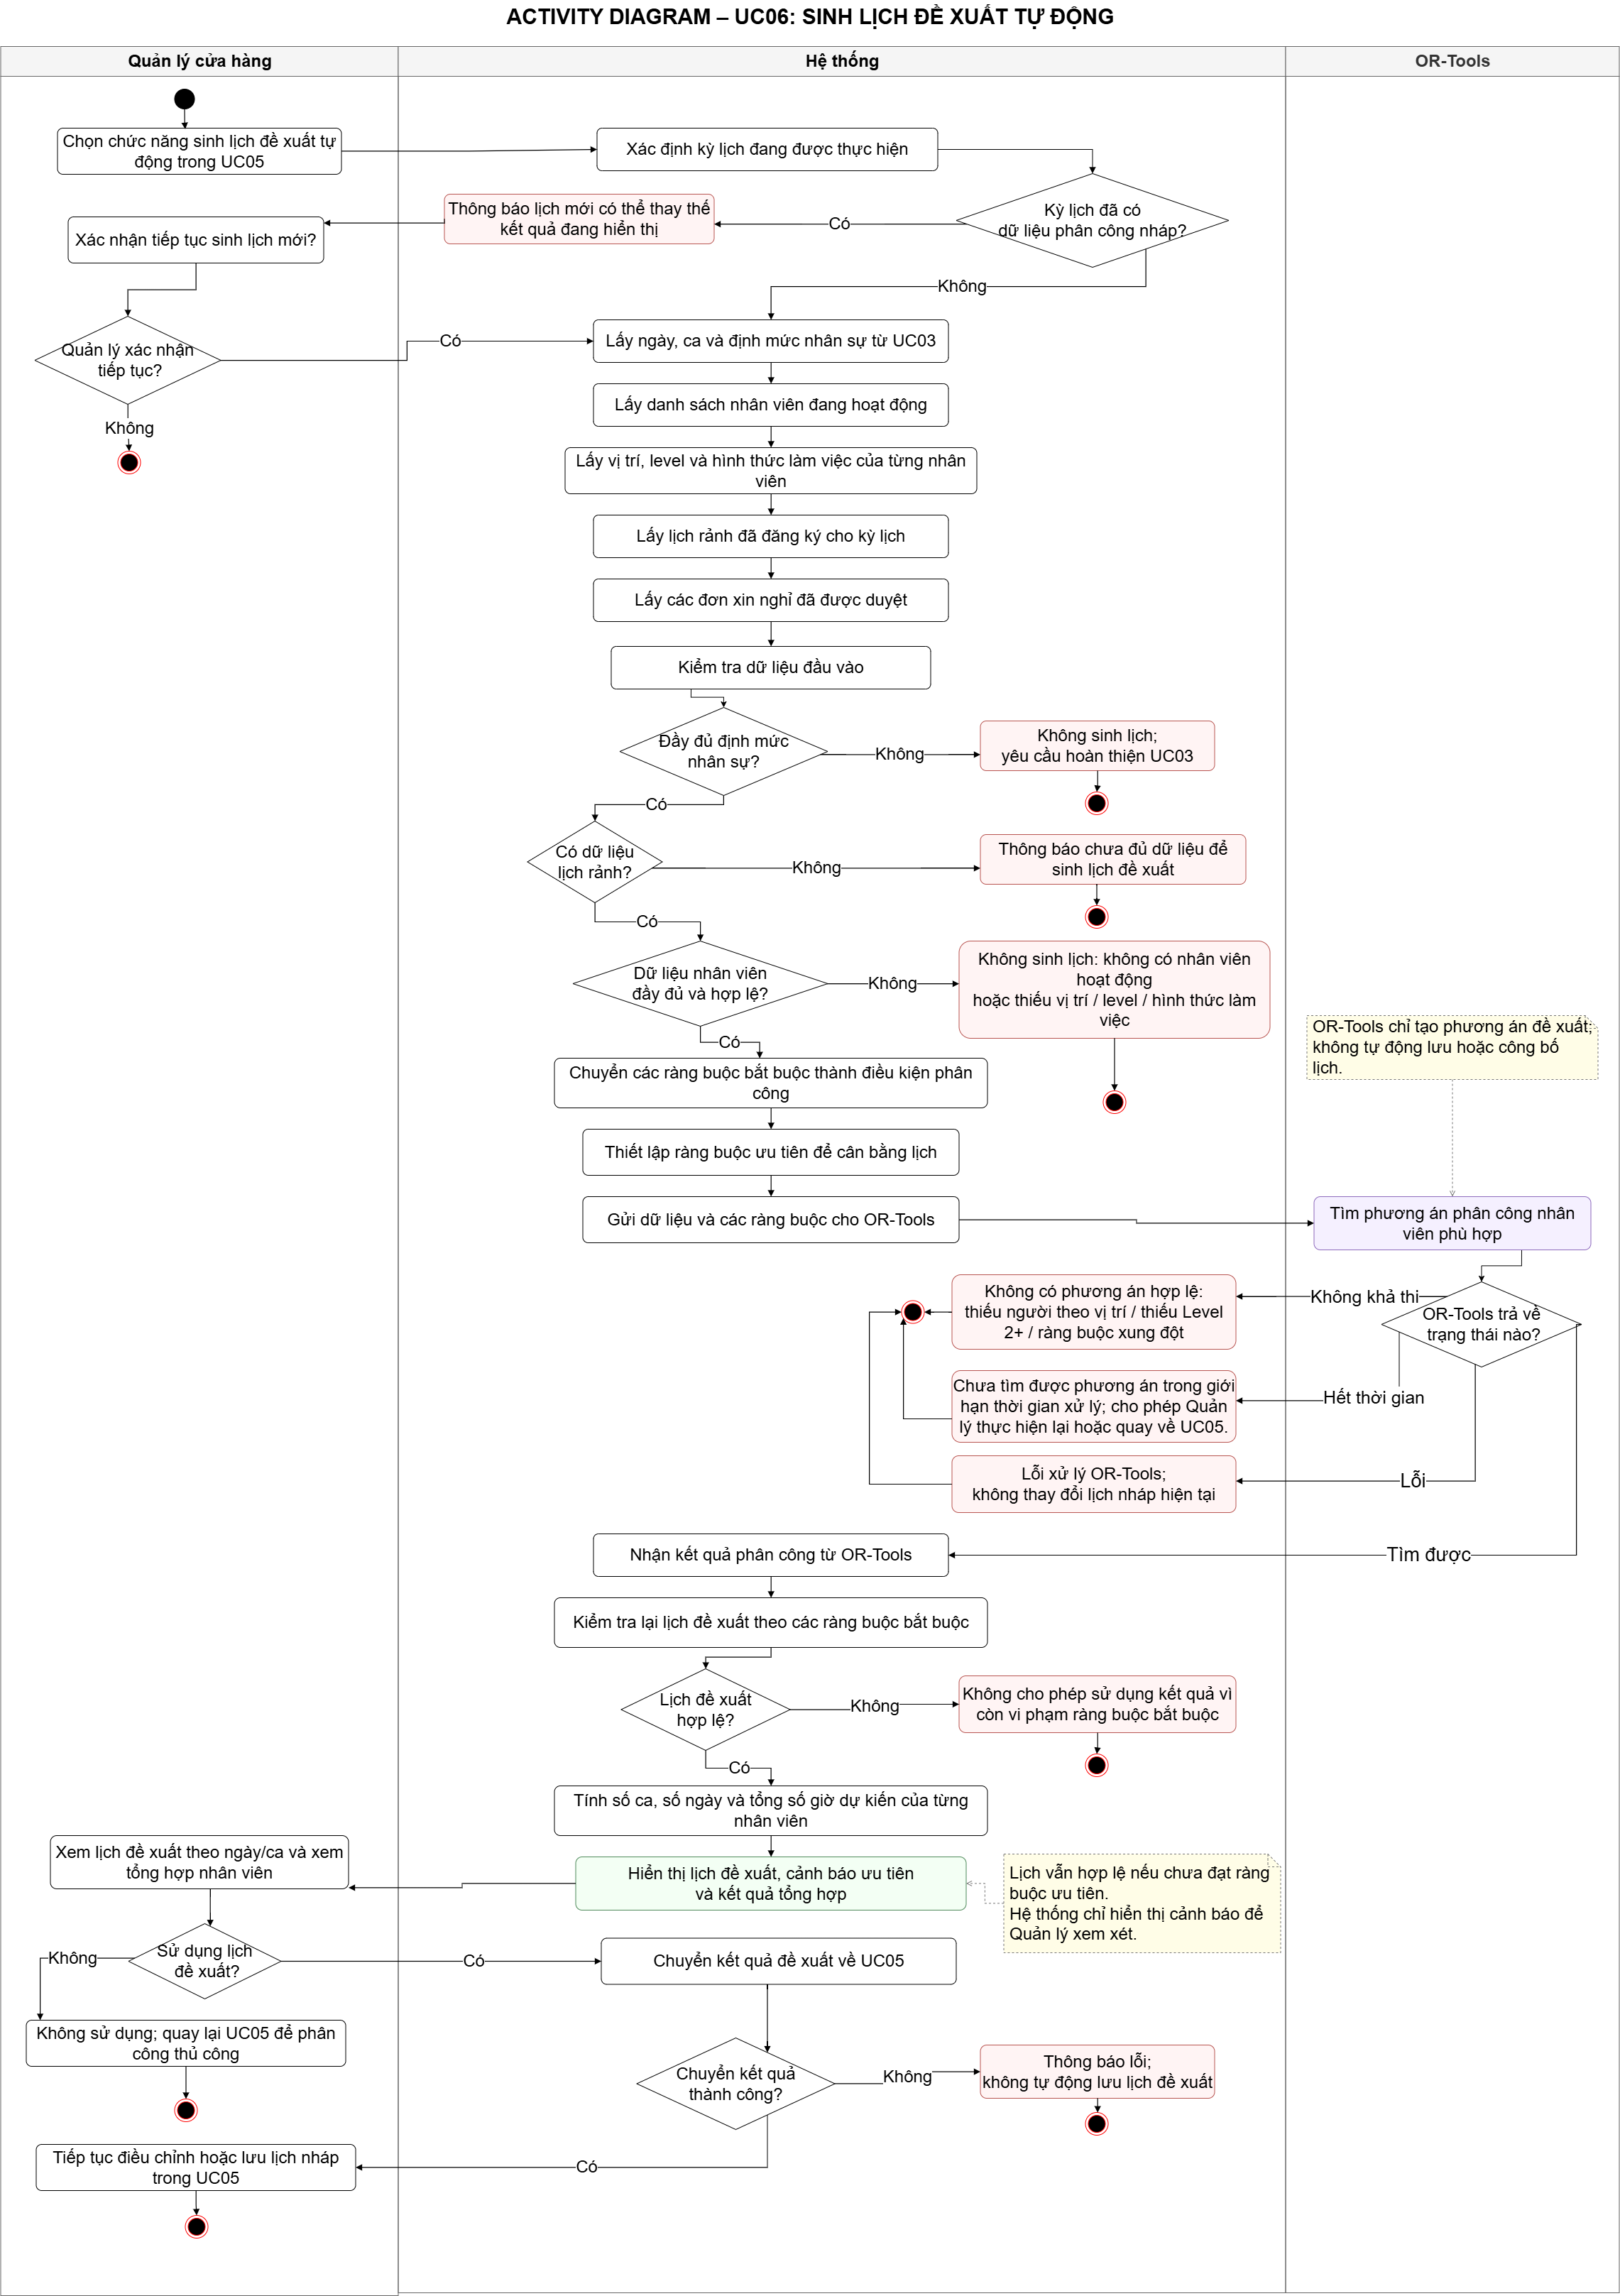 ACTIVITY DIAGRAM – UC06: SINH LỊCH ĐỀ XUẤT TỰ ĐỘNG
Quản lý cửa hàng
Hệ thống
OR-Tools
Chọn chức năng sinh lịch đề xuất tự
động trong UC05
Xác định kỳ lịch đang được thực hiện
Kỳ lịch đã có
dữ liệu phân công nháp?
Có
Thông báo lịch mới có thể thay thế
kết quả đang hiển thị
Xác nhận tiếp tục sinh lịch mới?
Không
Quản lý xác nhận
tiếp tục?
Có
Không
Lấy ngày, ca và định mức nhân sự từ UC03
Lấy danh sách nhân viên đang hoạt động
Lấy vị trí, level và hình thức làm việc của từng nhân
viên
Lấy lịch rảnh đã đăng ký cho kỳ lịch
Lấy các đơn xin nghỉ đã được duyệt
Kiểm tra dữ liệu đầu vào
Đầy đủ định mức
nhân sự?
Không
Không sinh lịch;
yêu cầu hoàn thiện UC03
Có
Có dữ liệu
lịch rảnh?
Không
Thông báo chưa đủ dữ liệu để
sinh lịch đề xuất
Có
Dữ liệu nhân viên
đầy đủ và hợp lệ?
Không
Không sinh lịch: không có nhân viên
hoạt động
hoặc thiếu vị trí / level / hình thức làm
việc
Có
OR-Tools chỉ tạo phương án đề xuất;
không tự động lưu hoặc công bố
lịch.
Chuyển các ràng buộc bắt buộc thành điều kiện phân
công
Thiết lập ràng buộc ưu tiên để cân bằng lịch
Gửi dữ liệu và các ràng buộc cho OR-Tools
Tìm phương án phân công nhân
viên phù hợp
OR-Tools trả về
trạng thái nào?
Không khả thi
Không có phương án hợp lệ:
thiếu người theo vị trí / thiếu Level
2+ / ràng buộc xung đột
Hết thời gian
Chưa tìm được phương án trong giới
hạn thời gian xử lý; cho phép Quản
lý thực hiện lại hoặc quay về UC05.
Lỗi
Lỗi xử lý OR-Tools;
không thay đổi lịch nháp hiện tại
Tìm được
Nhận kết quả phân công từ OR-Tools
Kiểm tra lại lịch đề xuất theo các ràng buộc bắt buộc
Lịch đề xuất
hợp lệ?
Không
Không cho phép sử dụng kết quả vì
còn vi phạm ràng buộc bắt buộc
Có
Tính số ca, số ngày và tổng số giờ dự kiến của từng
nhân viên
Hiển thị lịch đề xuất, cảnh báo ưu tiên
và kết quả tổng hợp
Lịch vẫn hợp lệ nếu chưa đạt ràng
buộc ưu tiên.
Hệ thống chỉ hiển thị cảnh báo để
Quản lý xem xét.
Xem lịch đề xuất theo ngày/ca và xem
tổng hợp nhân viên
Sử dụng lịch
đề xuất?
Không
Có
Không sử dụng; quay lại UC05 để phân
công thủ công
Chuyển kết quả đề xuất về UC05
Chuyển kết quả
thành công?
Không
Thông báo lỗi;
không tự động lưu lịch đề xuất
Có
Tiếp tục điều chỉnh hoặc lưu lịch nháp
trong UC05